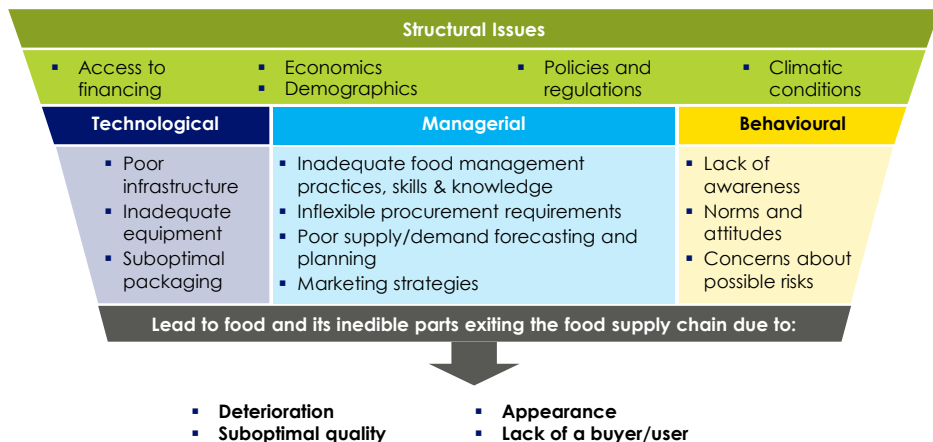 Structural Issues
▪ Access to
financing
▪ Economics
▪ Demographics
▪ Policies and
regulations
▪ Climatic
conditions
Technological
▪ Poor
infrastructure
▪ Inadequate
equipment
▪ Suboptimal
packaging
Managerial
▪ Inadequate food management
practices, skills & knowledge
▪ Inflexible procurement requirements
▪ Poor supply/demand forecasting and
planning
▪ Marketing strategies
Behavioural
▪ Lack of
awareness
▪ Norms and
attitudes
▪ Concerns about
possible risks
Lead to food and its inedible parts exiting the food supply chain due to:
▪ Deterioration
▪ Suboptimal quality
▪ Appearance
▪ Lack of a buyer/user